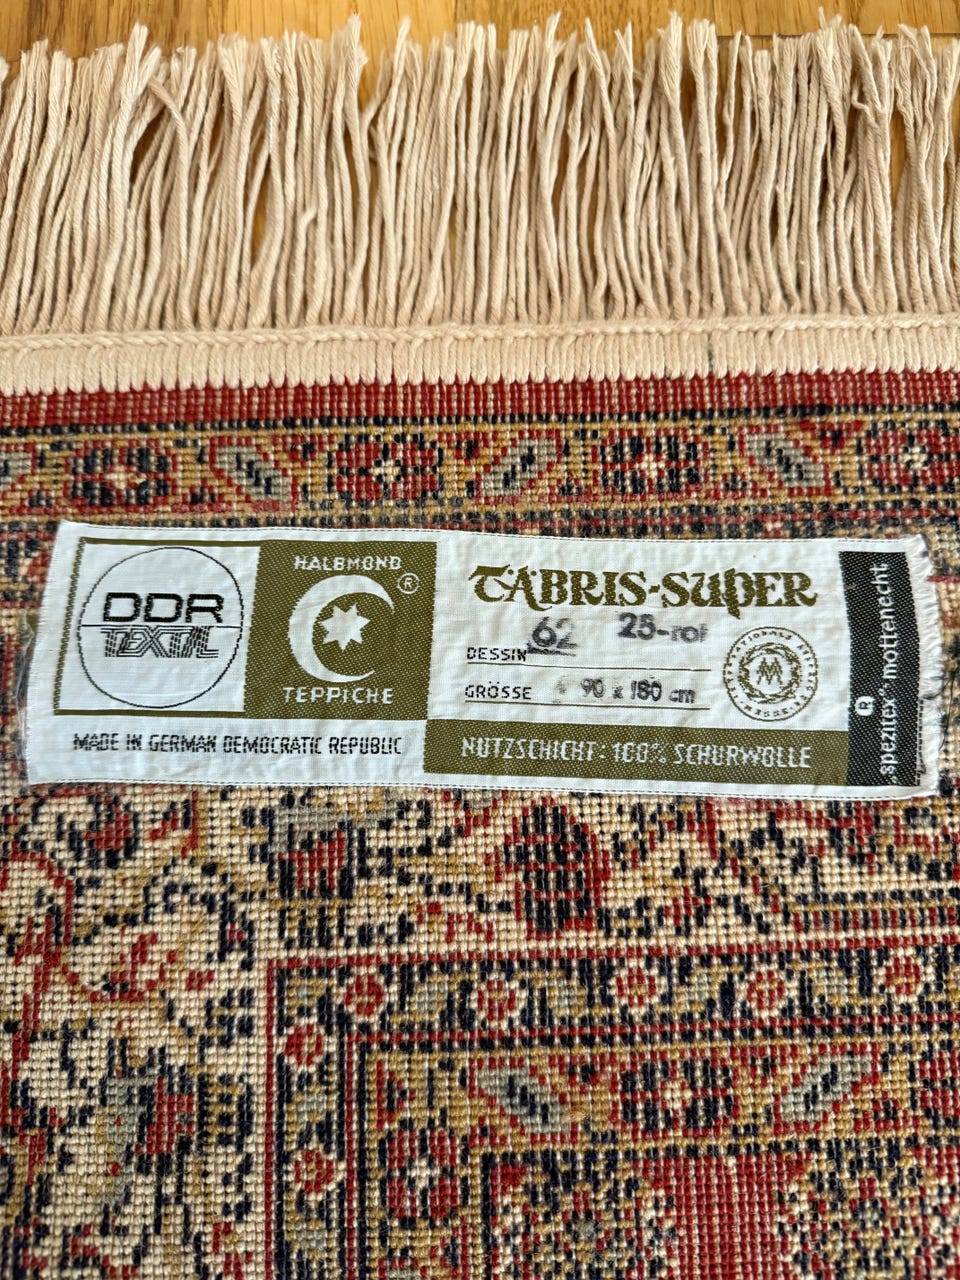 DDR
TEXTIL
MADE IN GERMAN DEMOCRATIC REPUBLIC
HALBMOND ®
TEPPICHE
TÄBRIS-SUPER
DESSIN 62 25-rot
GRÖSSE 90 x 180 cm
NUTZSCHICHT: 100% SCHURWOLLE
spezitex® mottenecht